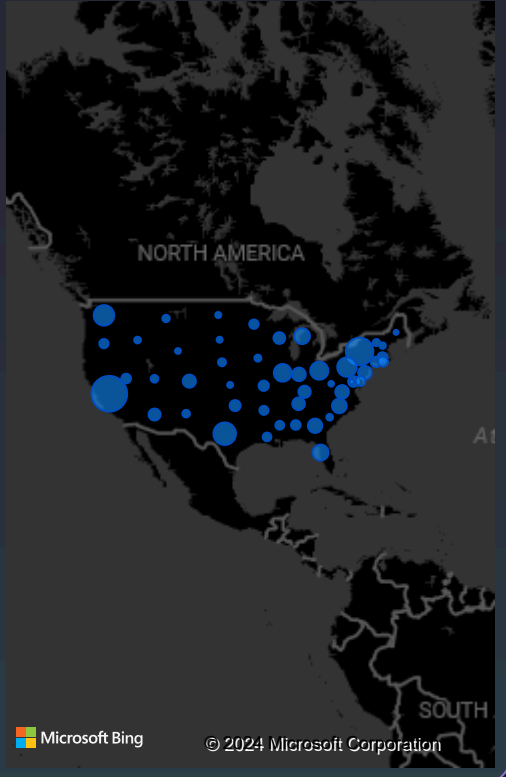 NORTH AMERICA
At
SOUTH
Microsoft Bing
© 2024 Microsoft Corporation